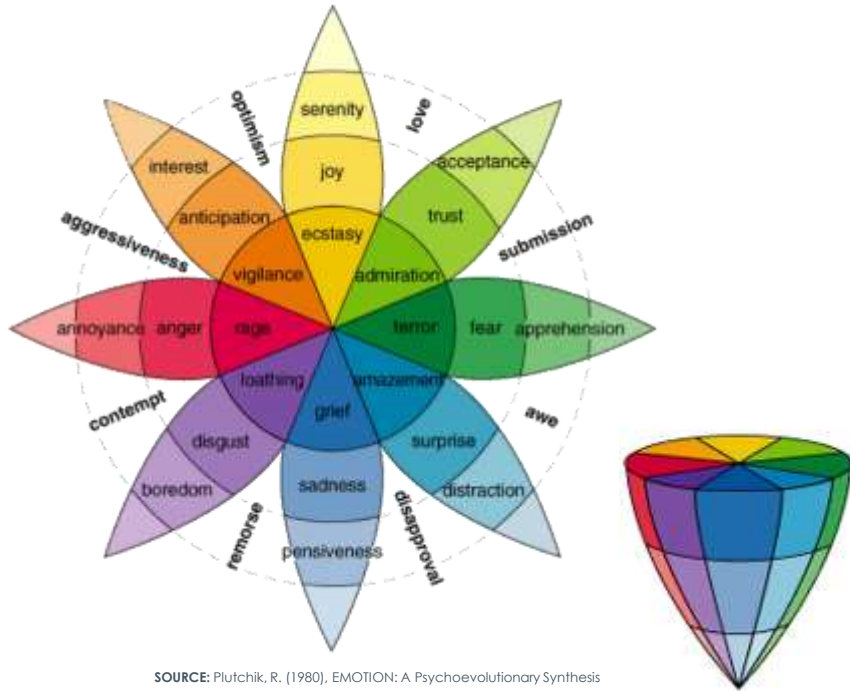 serenity
optimism
love
interest
joy
acceptance
anticipation
trust
aggressiveness
ecstasy
submission
vigilance
admiration
annoyance
anger
rage
terror
fear
apprehension
loathing
amazement
contempt
grief
awe
disgust
surprise
boredom
sadness
distraction
remorse
disapproval
pensiveness
SOURCE: Plutchik, R. (1980), EMOTION: A Psychoevolutionary Synthesis